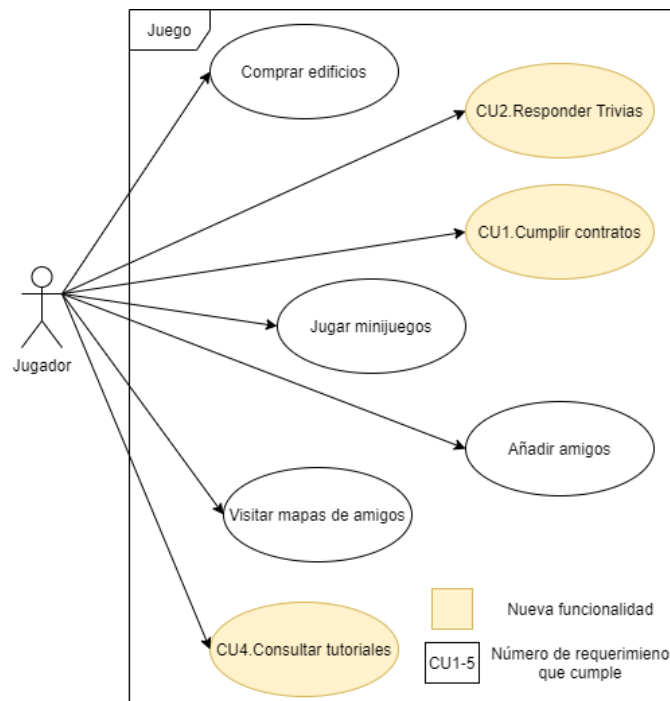 Juego
Comprar edificios
CU2.Responder Trivias
CU1.Cumplir contratos
Jugador
Jugar minijuegos
Añadir amigos
Visitar mapas de amigos
CU4.Consultar tutoriales
Nueva funcionalidad
CU1-5
Número de requerimieno
que cumple